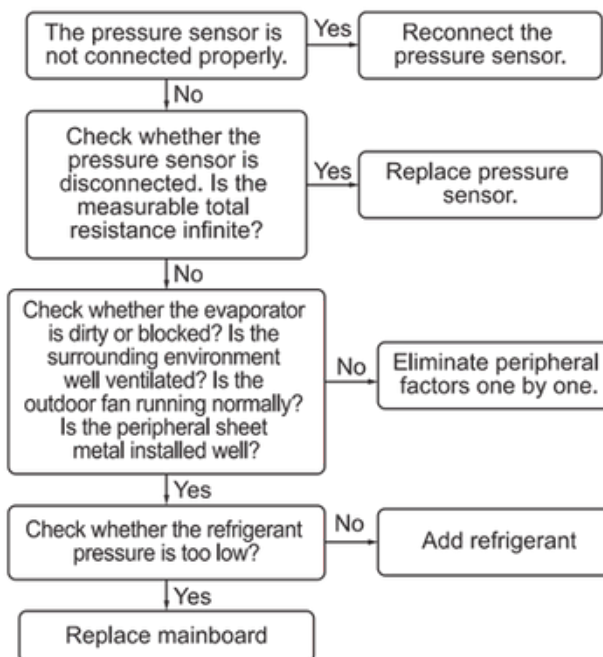 The pressure sensor is
not connected properly.
Yes
Reconnect the
pressure sensor.
No
Check whether the
pressure sensor is
disconnected. Is the
measurable total
resistance infinite?
Yes
Replace pressure
sensor.
No
Check whether the evaporator
is dirty or blocked? Is the
surrounding environment
well ventilated? Is the
outdoor fan running normally?
Is the peripheral sheet
metal installed well?
No
Eliminate peripheral
factors one by one.
Yes
Check whether the refrigerant
pressure is too low?
No
Add refrigerant
Yes
Replace mainboard